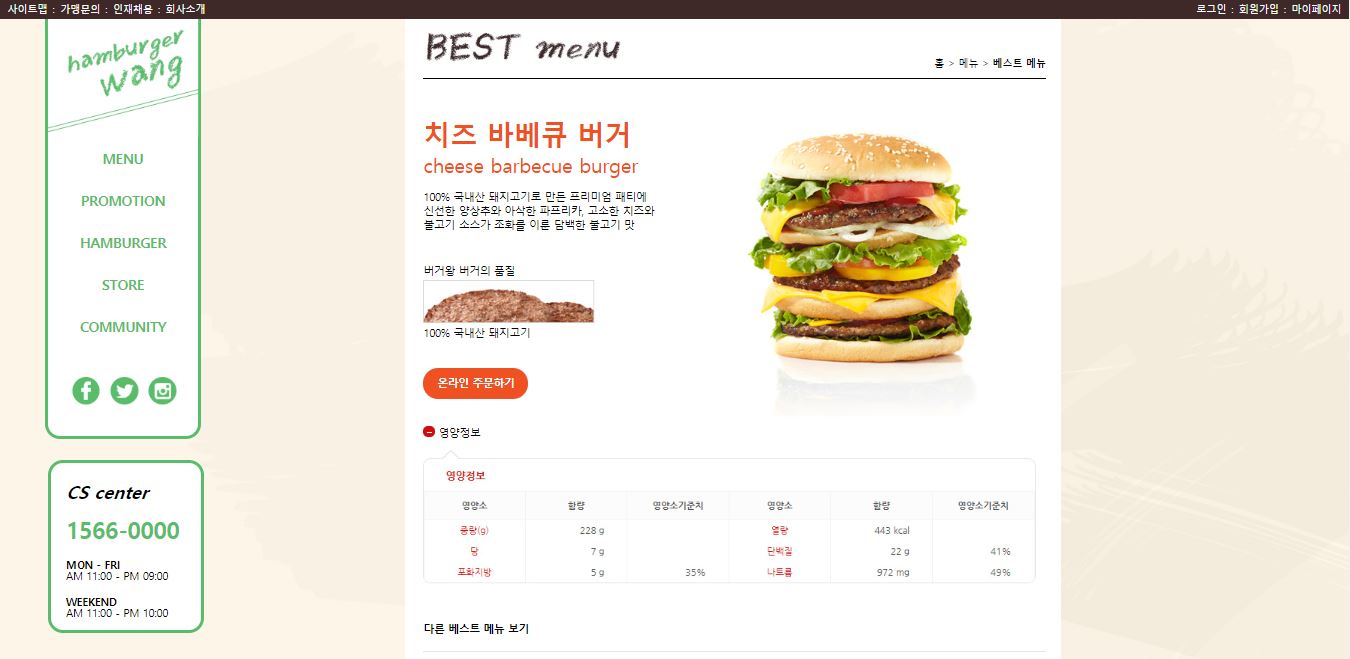 사이트맵 : 가맹문의 : 인재채용 : 회사소개
로그인 : 회원가입 : 마이페이지
hamburger
wang
MENU
PROMOTION
HAMBURGER
STORE
COMMUNITY
CS center
1566-0000
MON - FRI
AM 11:00 - PM 09:00
WEEKEND
AM 11:00 - PM 10:00
BEST menu
홈 > 메뉴 > 베스트 메뉴
치즈 바베큐 버거
cheese barbecue burger
100% 국내산 돼지고기로 만든 프리미엄 패티에
신선한 양상추와 아삭한 파프리카, 고소한 치즈와
불고기 소스가 조화를 이룬 담백한 불고기 맛
버거왕 버거의 품질
100% 국내산 돼지고기
온라인 주문하기
영양정보
영양정보
영양소 함량 영양소기준치 영양소 함량 영양소기준치
중량(g) 228 g 열량 443 kcal
당 7 g 단백질 22 g 41%
포화지방 5 g 35% 나트륨 972 mg 49%
다른 베스트 메뉴 보기